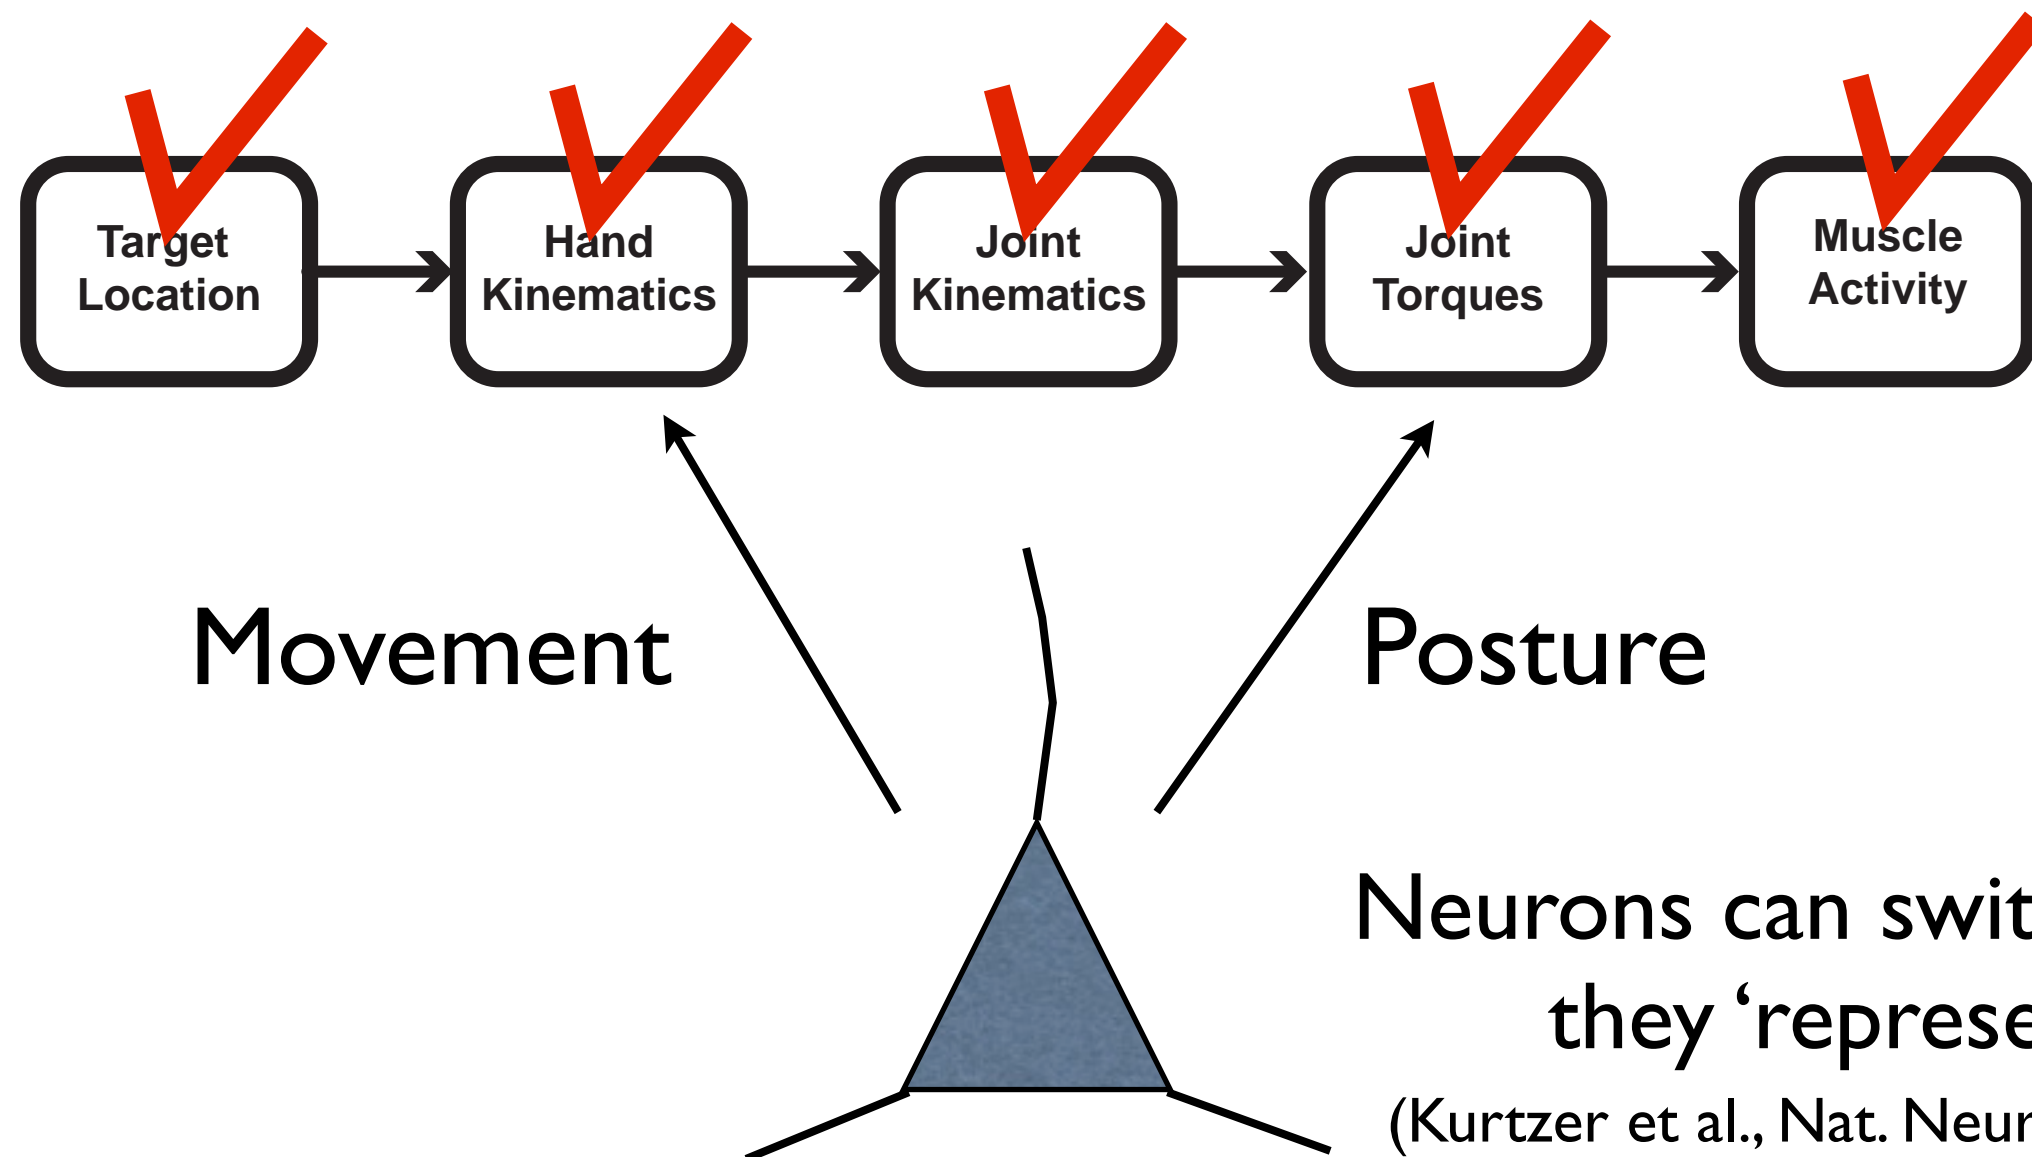 Target
Location
Hand
Kinematics
Joint
Kinematics
Joint
Torques
Muscle
Activity
Movement
Posture
Neurons can swit
they ‘represe
(Kurtzer et al., Nat. Neur